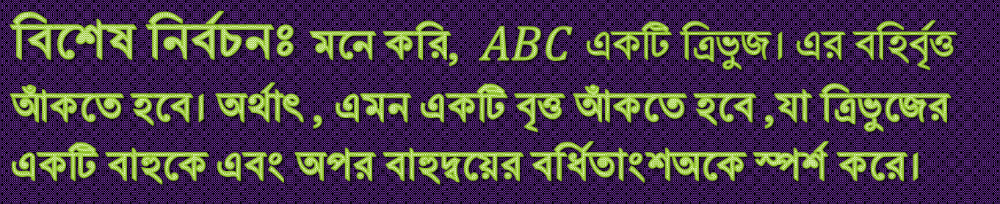 বিশেষ নির্বচনঃ মনে করি, ABC একটি ত্রিভুজ। এর বহির্বৃত্ত
আঁকতে হবে। অর্থাৎ , এমন একটি বৃত্ত আঁকতে হবে ,যা ত্রিভুজের
একটি বাহুকে এবং অপর বাহুদ্বয়ের বর্ধিতাংশঅকে স্পর্শ করে।